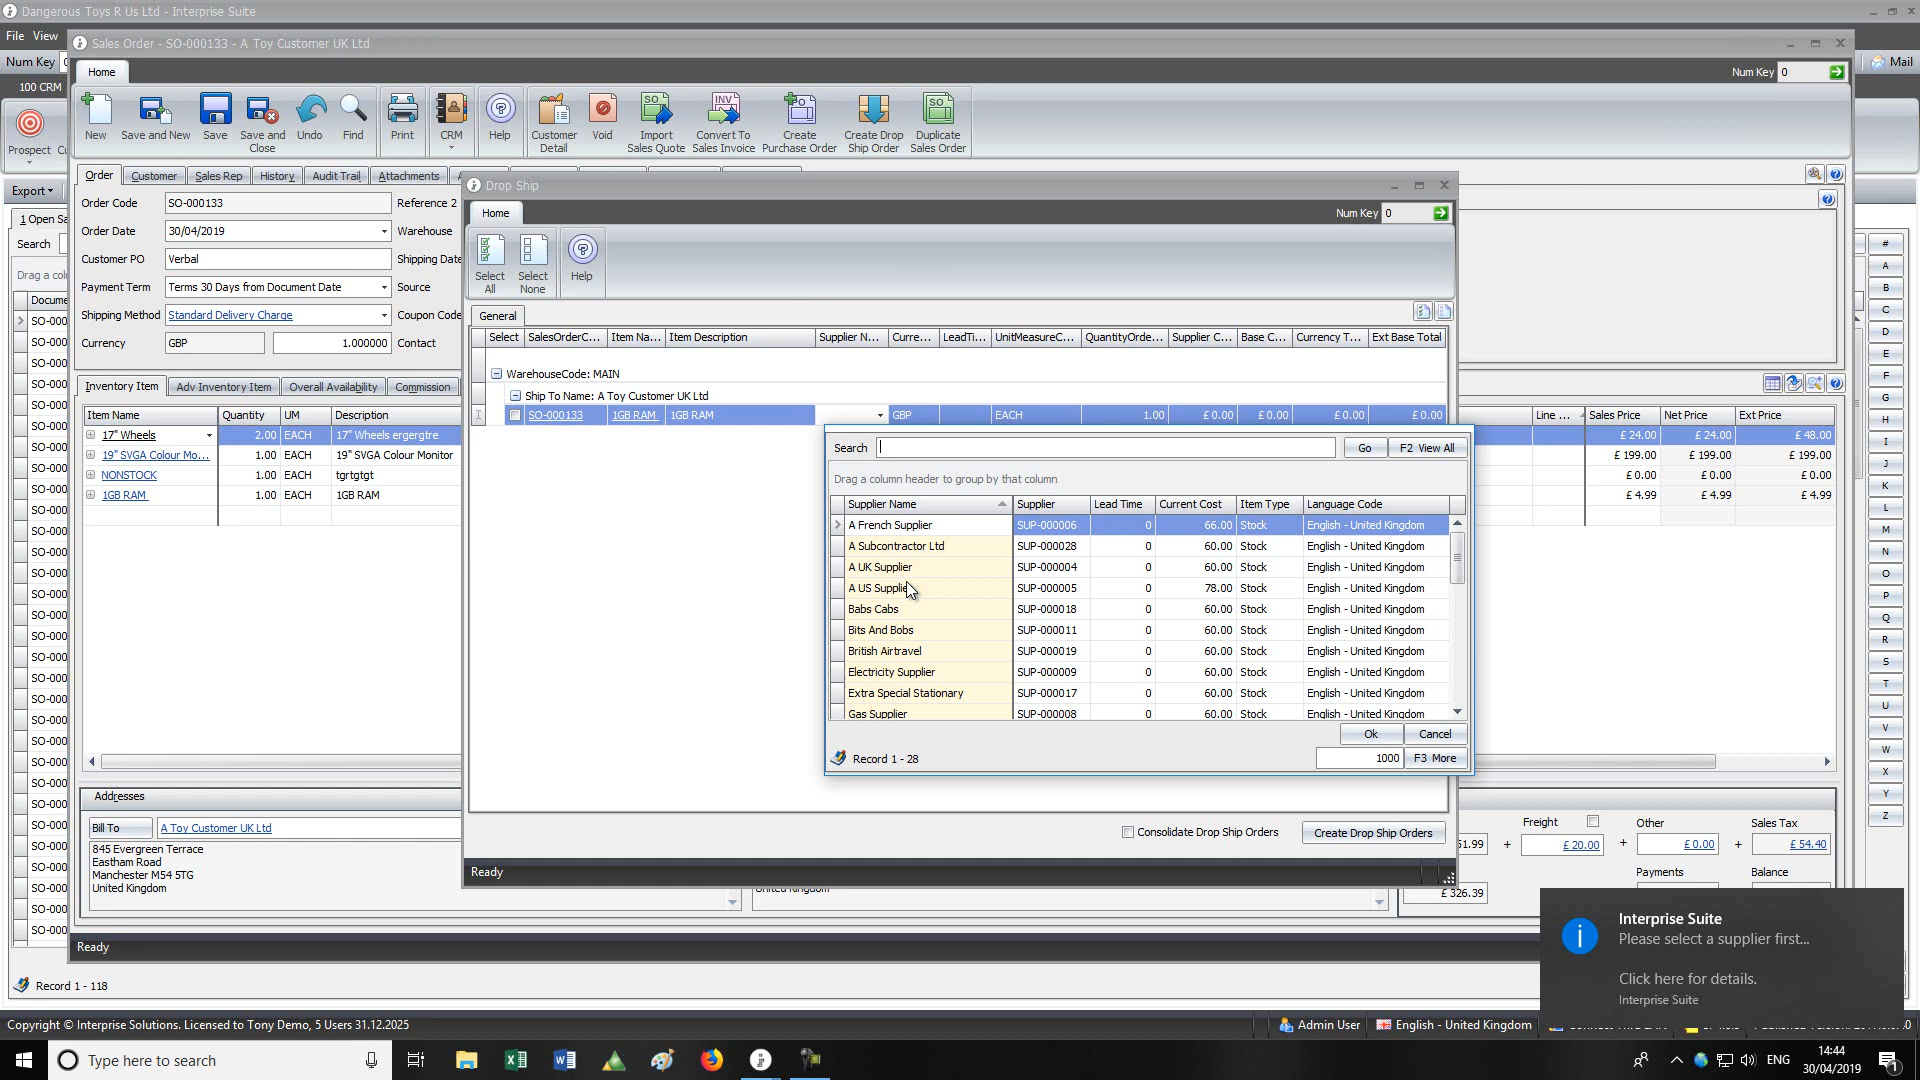 Dangerous Toys R Us Ltd - Interprise Suite
File View
Sales Order - SO-000133 - A Toy Customer UK Ltd
Num Key
Home
Num Key 0
Mail
100 CRM
New
Save and New
Save
Save and Close
Undo
Find
Print
CRM
Help
Customer Detail
Void
Import Sales Quote
Convert To Sales Invoice
Create Purchase Order
Create Drop Ship Order
Duplicate Sales Order
Prospect
Export
Order Customer Sales Rep History Audit Trail Attachments
Order Code SO-000133 Reference 2
Order Date 30/04/2019 Warehouse
Customer PO Verbal Shipping Date
Payment Term Terms 30 Days from Document Date Source
Shipping Method Standard Delivery Charge Coupon Code
Currency GBP 1.000000 Contact
1 Open Sa
Search
Drag a colu
Docume
Inventory Item Adv Inventory Item Overall Availability Commission
Item Name Quantity UM Description
17" Wheels 2.00 EACH 17" Wheels ergergtre
19" SVGA Colour Mo... 1.00 EACH 19" SVGA Colour Monitor
NONSTOCK 1.00 EACH tgrtgtgt
1GB RAM 1.00 EACH 1GB RAM
Line ... Sales Price Net Price Ext Price
£ 24.00 £ 24.00 £ 48.00
£ 199.00 £ 199.00 £ 199.00
£ 0.00 £ 0.00 £ 0.00
£ 4.99 £ 4.99 £ 4.99
Drop Ship
Home
Num Key 0
Select All
Select None
Help
General
Select SalesOrderC... Item Na... Item Description Supplier N... Curre... LeadTi... UnitMeasureC... QuantityOrde... Supplier C... Base C... Currency T... Ext Base Total
WarehouseCode: MAIN
Ship To Name: A Toy Customer UK Ltd
SO-000133 1GB RAM 1GB RAM GBP EACH 1.00 £ 0.00 £ 0.00 £ 0.00 £ 0.00
Search Go F2 View All
Drag a column header to group by that column
Supplier Name Supplier Lead Time Current Cost Item Type Language Code
A French Supplier SUP-000006 0 66.00 Stock English - United Kingdom
A Subcontractor Ltd SUP-000028 0 60.00 Stock English - United Kingdom
A UK Supplier SUP-000004 0 60.00 Stock English - United Kingdom
A US Supplier SUP-000005 0 78.00 Stock English - United Kingdom
Babs Cabs SUP-000018 0 60.00 Stock English - United Kingdom
Bits And Bobs SUP-000011 0 60.00 Stock English - United Kingdom
British Airtravel SUP-000019 0 60.00 Stock English - United Kingdom
Electricity Supplier SUP-000009 0 60.00 Stock English - United Kingdom
Extra Special Stationary SUP-000017 0 60.00 Stock English - United Kingdom
Gas Supplier SUP-000008 0 60.00 Stock English - United Kingdom
Ok Cancel
Record 1 - 28 1000 F3 More
Consolidate Drop Ship Orders Create Drop Ship Orders
Ready
Addresses
Bill To A Toy Customer UK Ltd
845 Evergreen Terrace
Eastham Road
Manchester M54 5TG
United Kingdom
United Kingdom
Freight Other Sales Tax
51.99 + £ 20.00 + £ 0.00 + £ 54.40
Payments Balance
£ 326.39
Ready
Record 1 - 118
#
A
B
C
D
E
F
G
H
I
J
K
L
M
N
O
P
Q
R
S
T
U
V
W
X
Y
Z
Interprise Suite
Please select a supplier first...
Click here for details.
Interprise Suite
Copyright © Interprise Solutions. Licensed to Tony Demo, 5 Users 31.12.2025
Admin User English - United Kingdom
Type here to search
ENG
14:44
30/04/2019
1